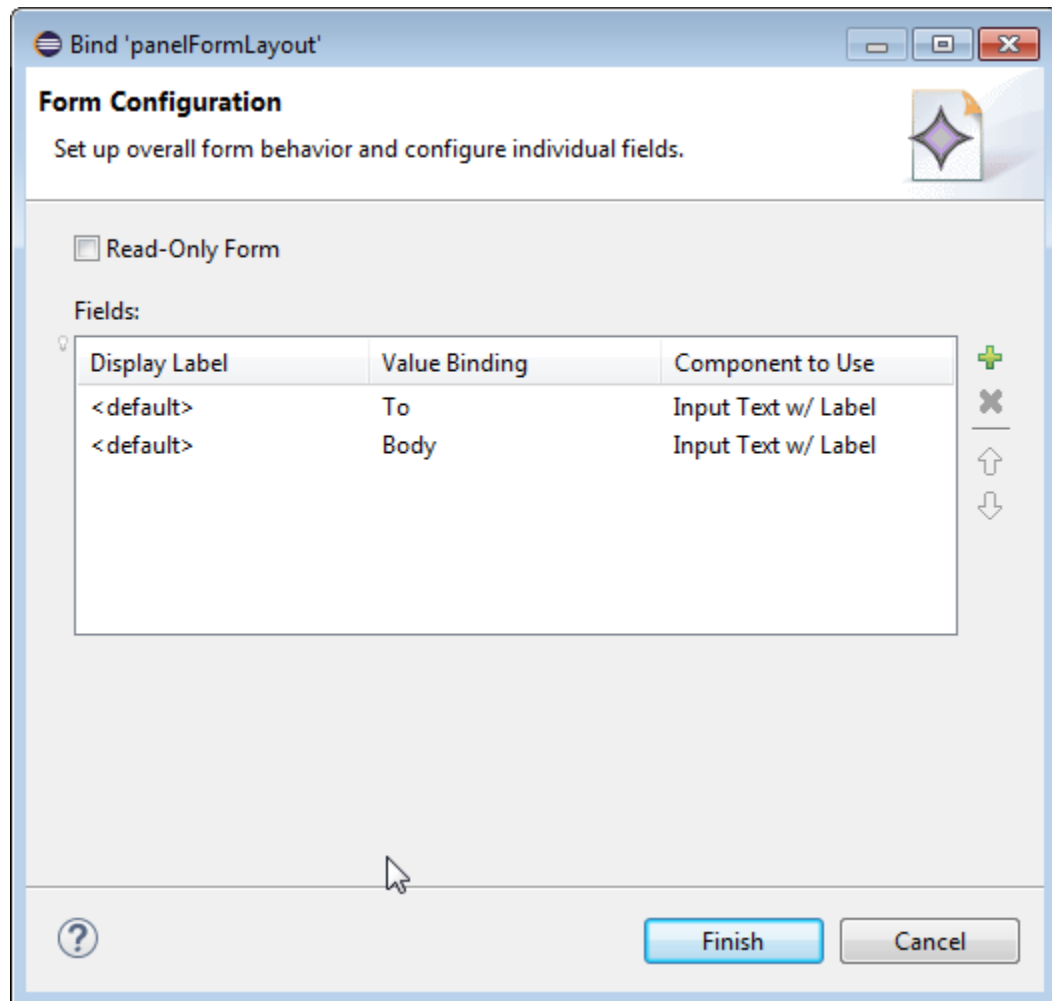 Bind 'panelFormLayout'
Form Configuration
Set up overall form behavior and configure individual fields.
Read-Only Form
Fields:
Display Label Value Binding Component to Use
<default> To Input Text w/ Label
<default> Body Input Text w/ Label
Finish Cancel